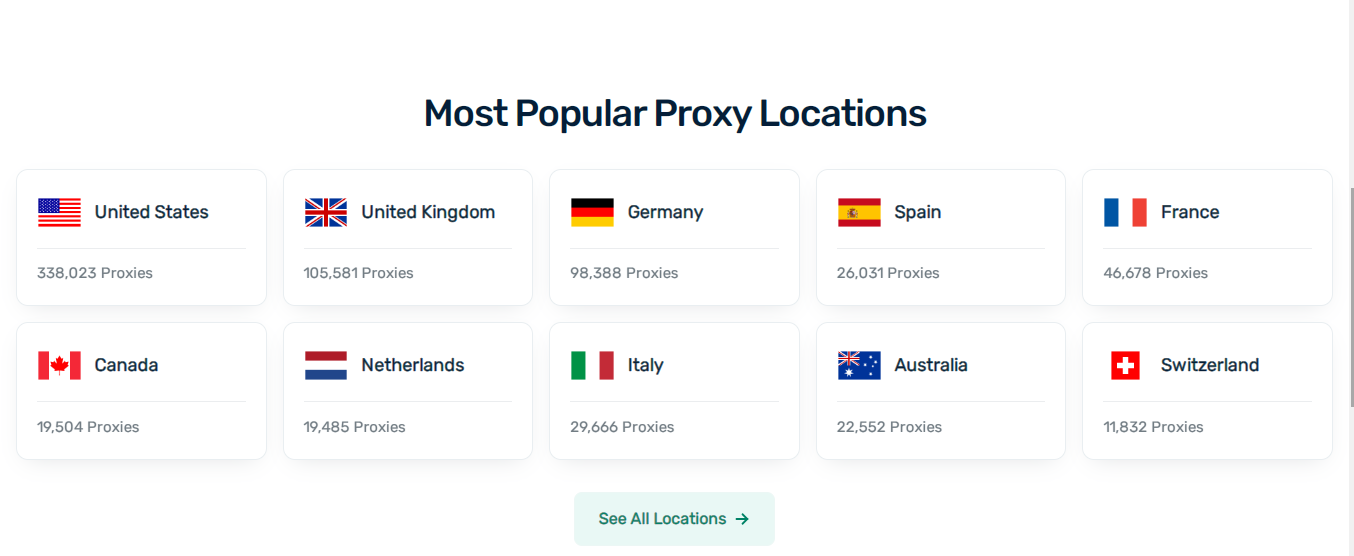 Most Popular Proxy Locations
United States
338,023 Proxies
United Kingdom
105,581 Proxies
Germany
98,388 Proxies
Spain
26,031 Proxies
France
46,678 Proxies
Canada
19,504 Proxies
Netherlands
19,485 Proxies
Italy
29,666 Proxies
Australia
22,552 Proxies
Switzerland
11,832 Proxies
See All Locations →